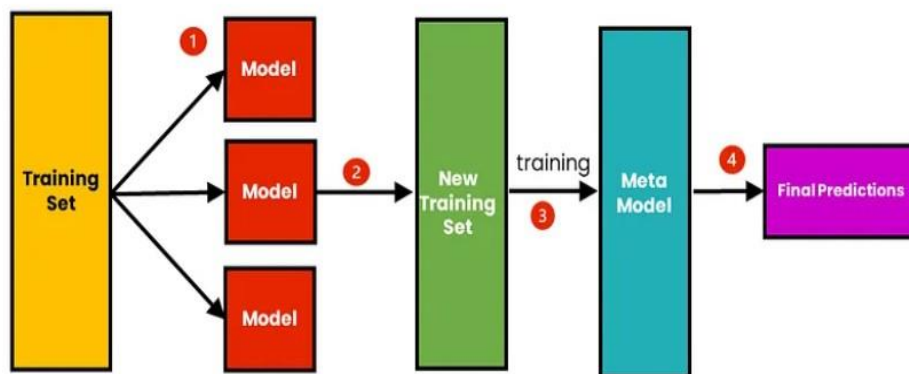 1
Model
Training
Set
Model
2
New
Training
Set
training
3
Meta
Model
4
Final Predictions
Model